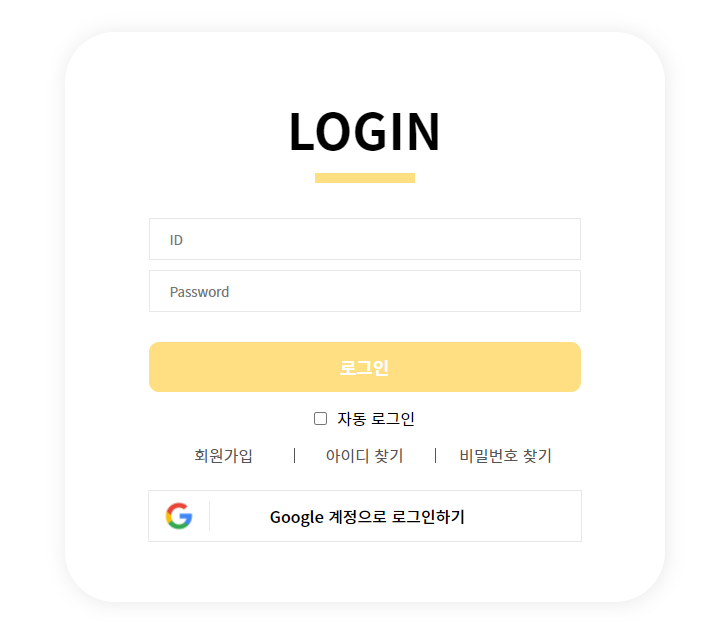 LOGIN
ID
Password
로그인
자동 로그인
회원가입 | 아이디 찾기 | 비밀번호 찾기
Google 계정으로 로그인하기